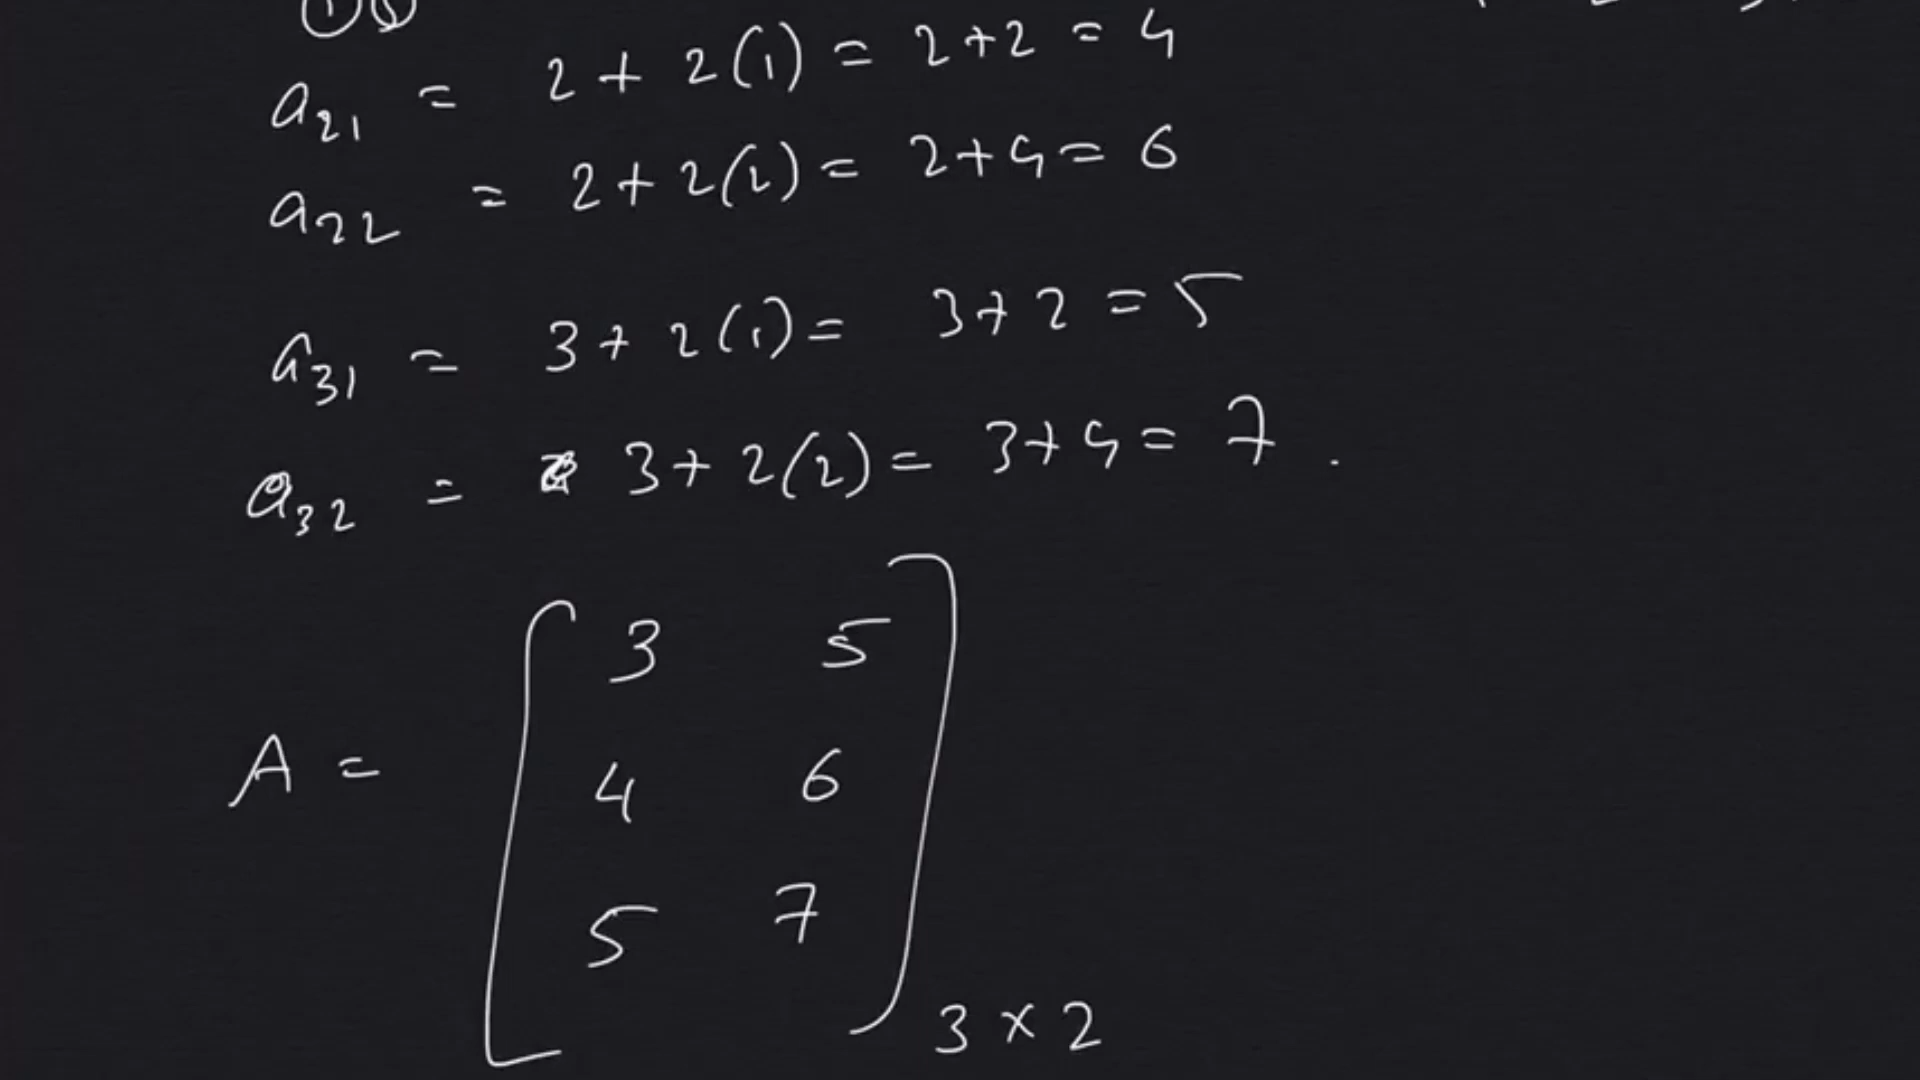 a21 = 2 + 2(1) = 2+2 = 4
a22 = 2 + 2(2) = 2+4 = 6
a31 = 3 + 2(1) = 3+2 = 5
a32 = 3 + 2(2) = 3+4 = 7 .
3 5
A = 4 6
5 7
3 × 2